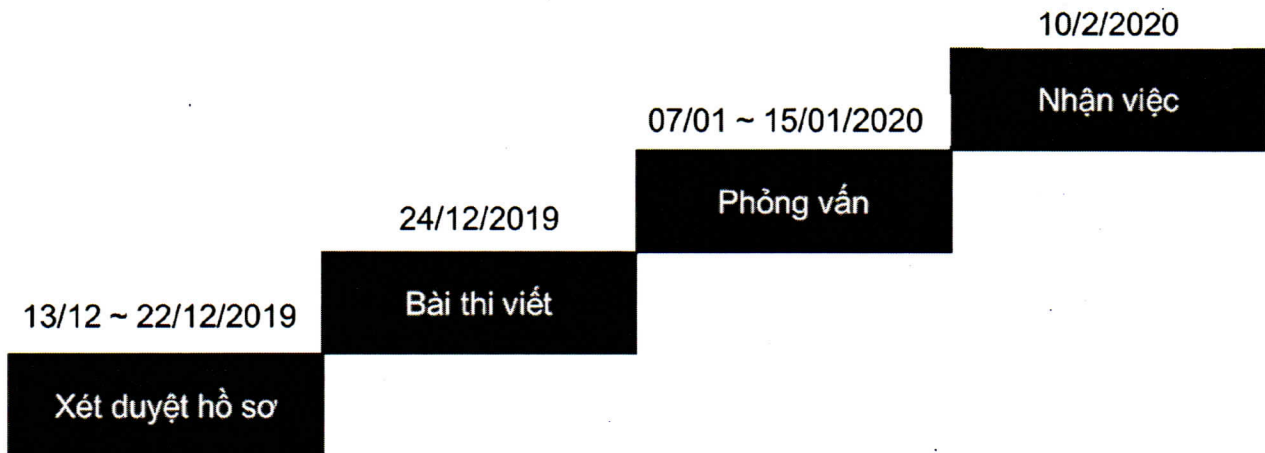 10/2/2020
Nhận việc
07/01 ~ 15/01/2020
Phỏng vấn
24/12/2019
Bài thi viết
13/12 ~ 22/12/2019
Xét duyệt hồ sơ